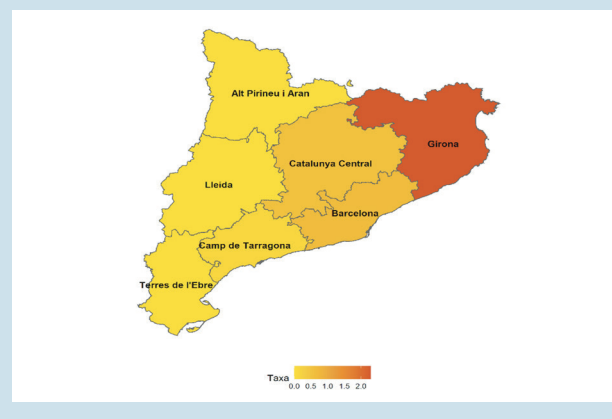 Alt Pirineu i Aran
Girona
Catalunya Central
Lleida
Barcelona
Camp de Tarragona
Terres de l'Ebre
Taxa
0.0 0.5 1.0 1.5 2.0